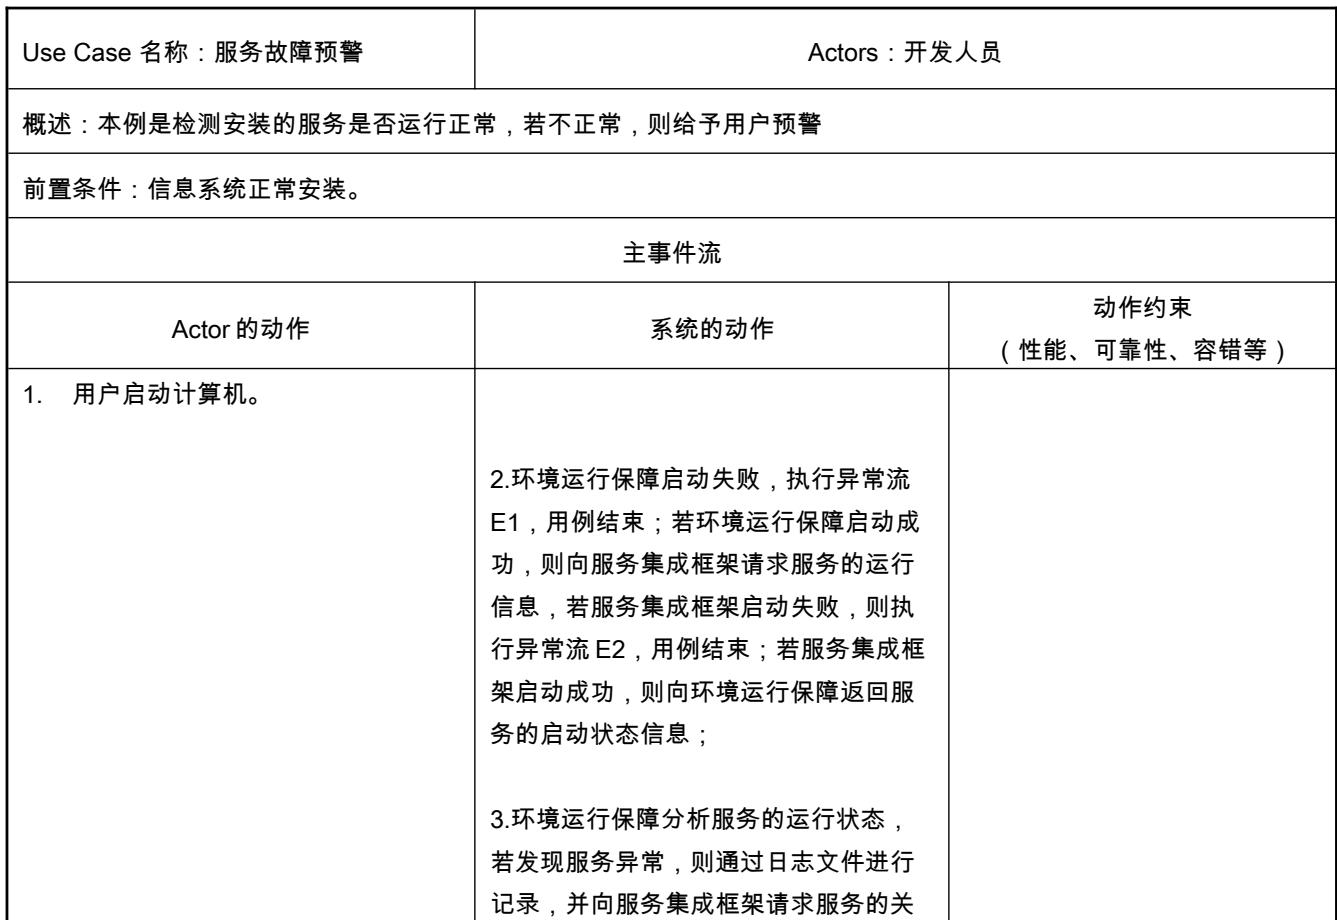 Use Case 名称：服务故障预警
Actors：开发人员
概述：本例是检测安装的服务是否运行正常，若不正常，则给予用户预警
前置条件：信息系统正常安装。
主事件流
Actor 的动作
系统的动作
动作约束
（性能、可靠性、容错等）
1. 用户启动计算机。
2.环境运行保障启动失败，执行异常流
E1，用例结束；若环境运行保障启动成
功，则向服务集成框架请求服务的运行
信息，若服务集成框架启动失败，则执
行异常流 E2，用例结束；若服务集成框
架启动成功，则向环境运行保障返回服
务的启动状态信息；
3.环境运行保障分析服务的运行状态，
若发现服务异常，则通过日志文件进行
记录，并向服务集成框架请求服务的关